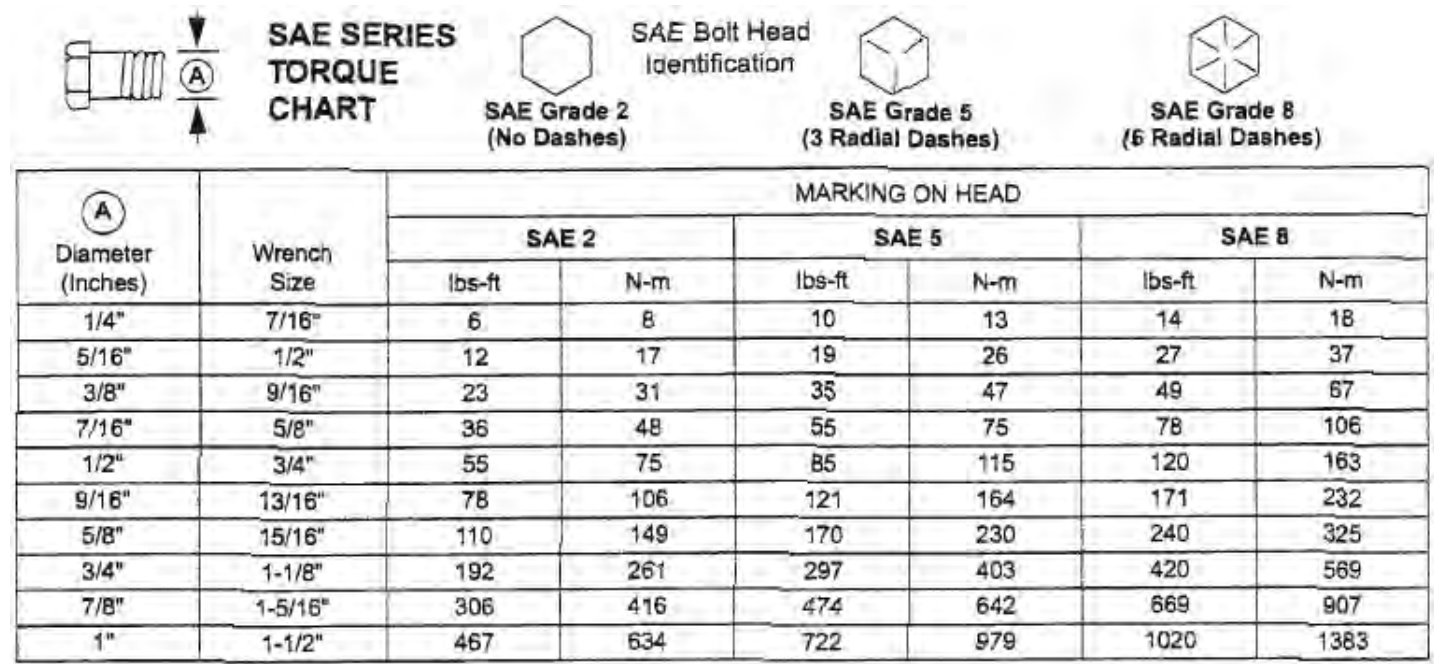 SAE SERIES
TORQUE
CHART
A
SAE Bolt Head
Identification
SAE Grade 2
(No Dashes)
SAE Grade 5
(3 Radial Dashes)
SAE Grade 8
(6 Radial Dashes)
A
Diameter
(Inches)
Wrench
Size
MARKING ON HEAD
SAE 2 SAE 5 SAE 8
lbs-ft N-m lbs-ft N-m lbs-ft N-m
1/4" 7/16" 6 8 10 13 14 18
5/16" 1/2" 12 17 19 26 27 37
3/8" 9/16" 23 31 35 47 49 67
7/16" 5/8" 36 48 55 75 78 106
1/2" 3/4" 55 75 85 115 120 163
9/16" 13/16" 78 106 121 164 171 232
5/8" 15/16" 110 149 170 230 240 325
3/4" 1-1/8" 192 261 297 403 420 569
7/8" 1-5/16" 306 416 474 642 669 907
1" 1-1/2" 467 634 722 979 1020 1383